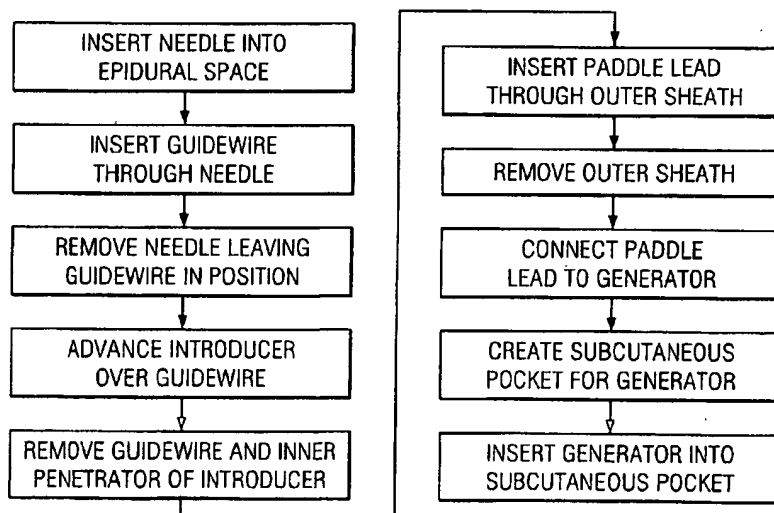 INSERT NEEDLE INTO
EPIDURAL SPACE
INSERT GUIDEWIRE
THROUGH NEEDLE
REMOVE NEEDLE LEAVING
GUIDEWIRE IN POSITION
ADVANCE INTRODUCER
OVER GUIDEWIRE
REMOVE GUIDEWIRE AND INNER
PENETRATOR OF INTRODUCER
INSERT PADDLE LEAD
THROUGH OUTER SHEATH
REMOVE OUTER SHEATH
CONNECT PADDLE
LEAD TO GENERATOR
CREATE SUBCUTANEOUS
POCKET FOR GENERATOR
INSERT GENERATOR INTO
SUBCUTANEOUS POCKET